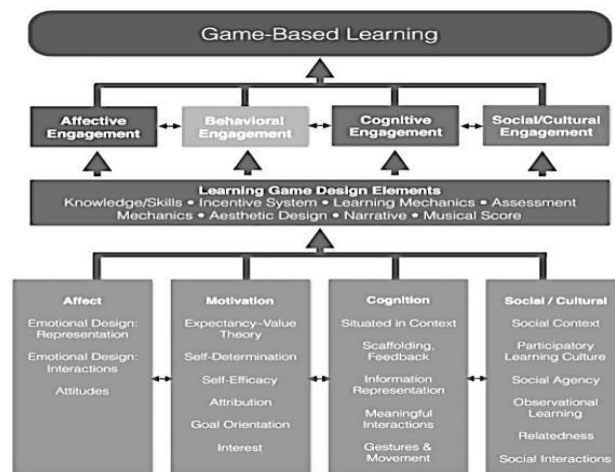 Game-Based Learning
Affective
Engagement
Behavioral
Engagement
Cognitive
Engagement
Social/Cultural
Engagement
Learning Game Design Elements
Knowledge/Skills • Incentive System • Learning Mechanics • Assessment
Mechanics • Aesthetic Design • Narrative • Musical Score
Affect
Emotional Design:
Representation
Emotional Design:
Interactions
Attitudes
Motivation
Expectancy–Value
Theory
Self-Determination
Self-Efficacy
Attribution
Goal Orientation
Interest
Cognition
Situated in Context
Scaffolding,
Feedback
Information
Representation
Meaningful
Interactions
Gestures &
Movement
Social / Cultural
Social Context
Participatory
Learning Culture
Social Agency
Observational
Learning
Relatedness
Social Interactions